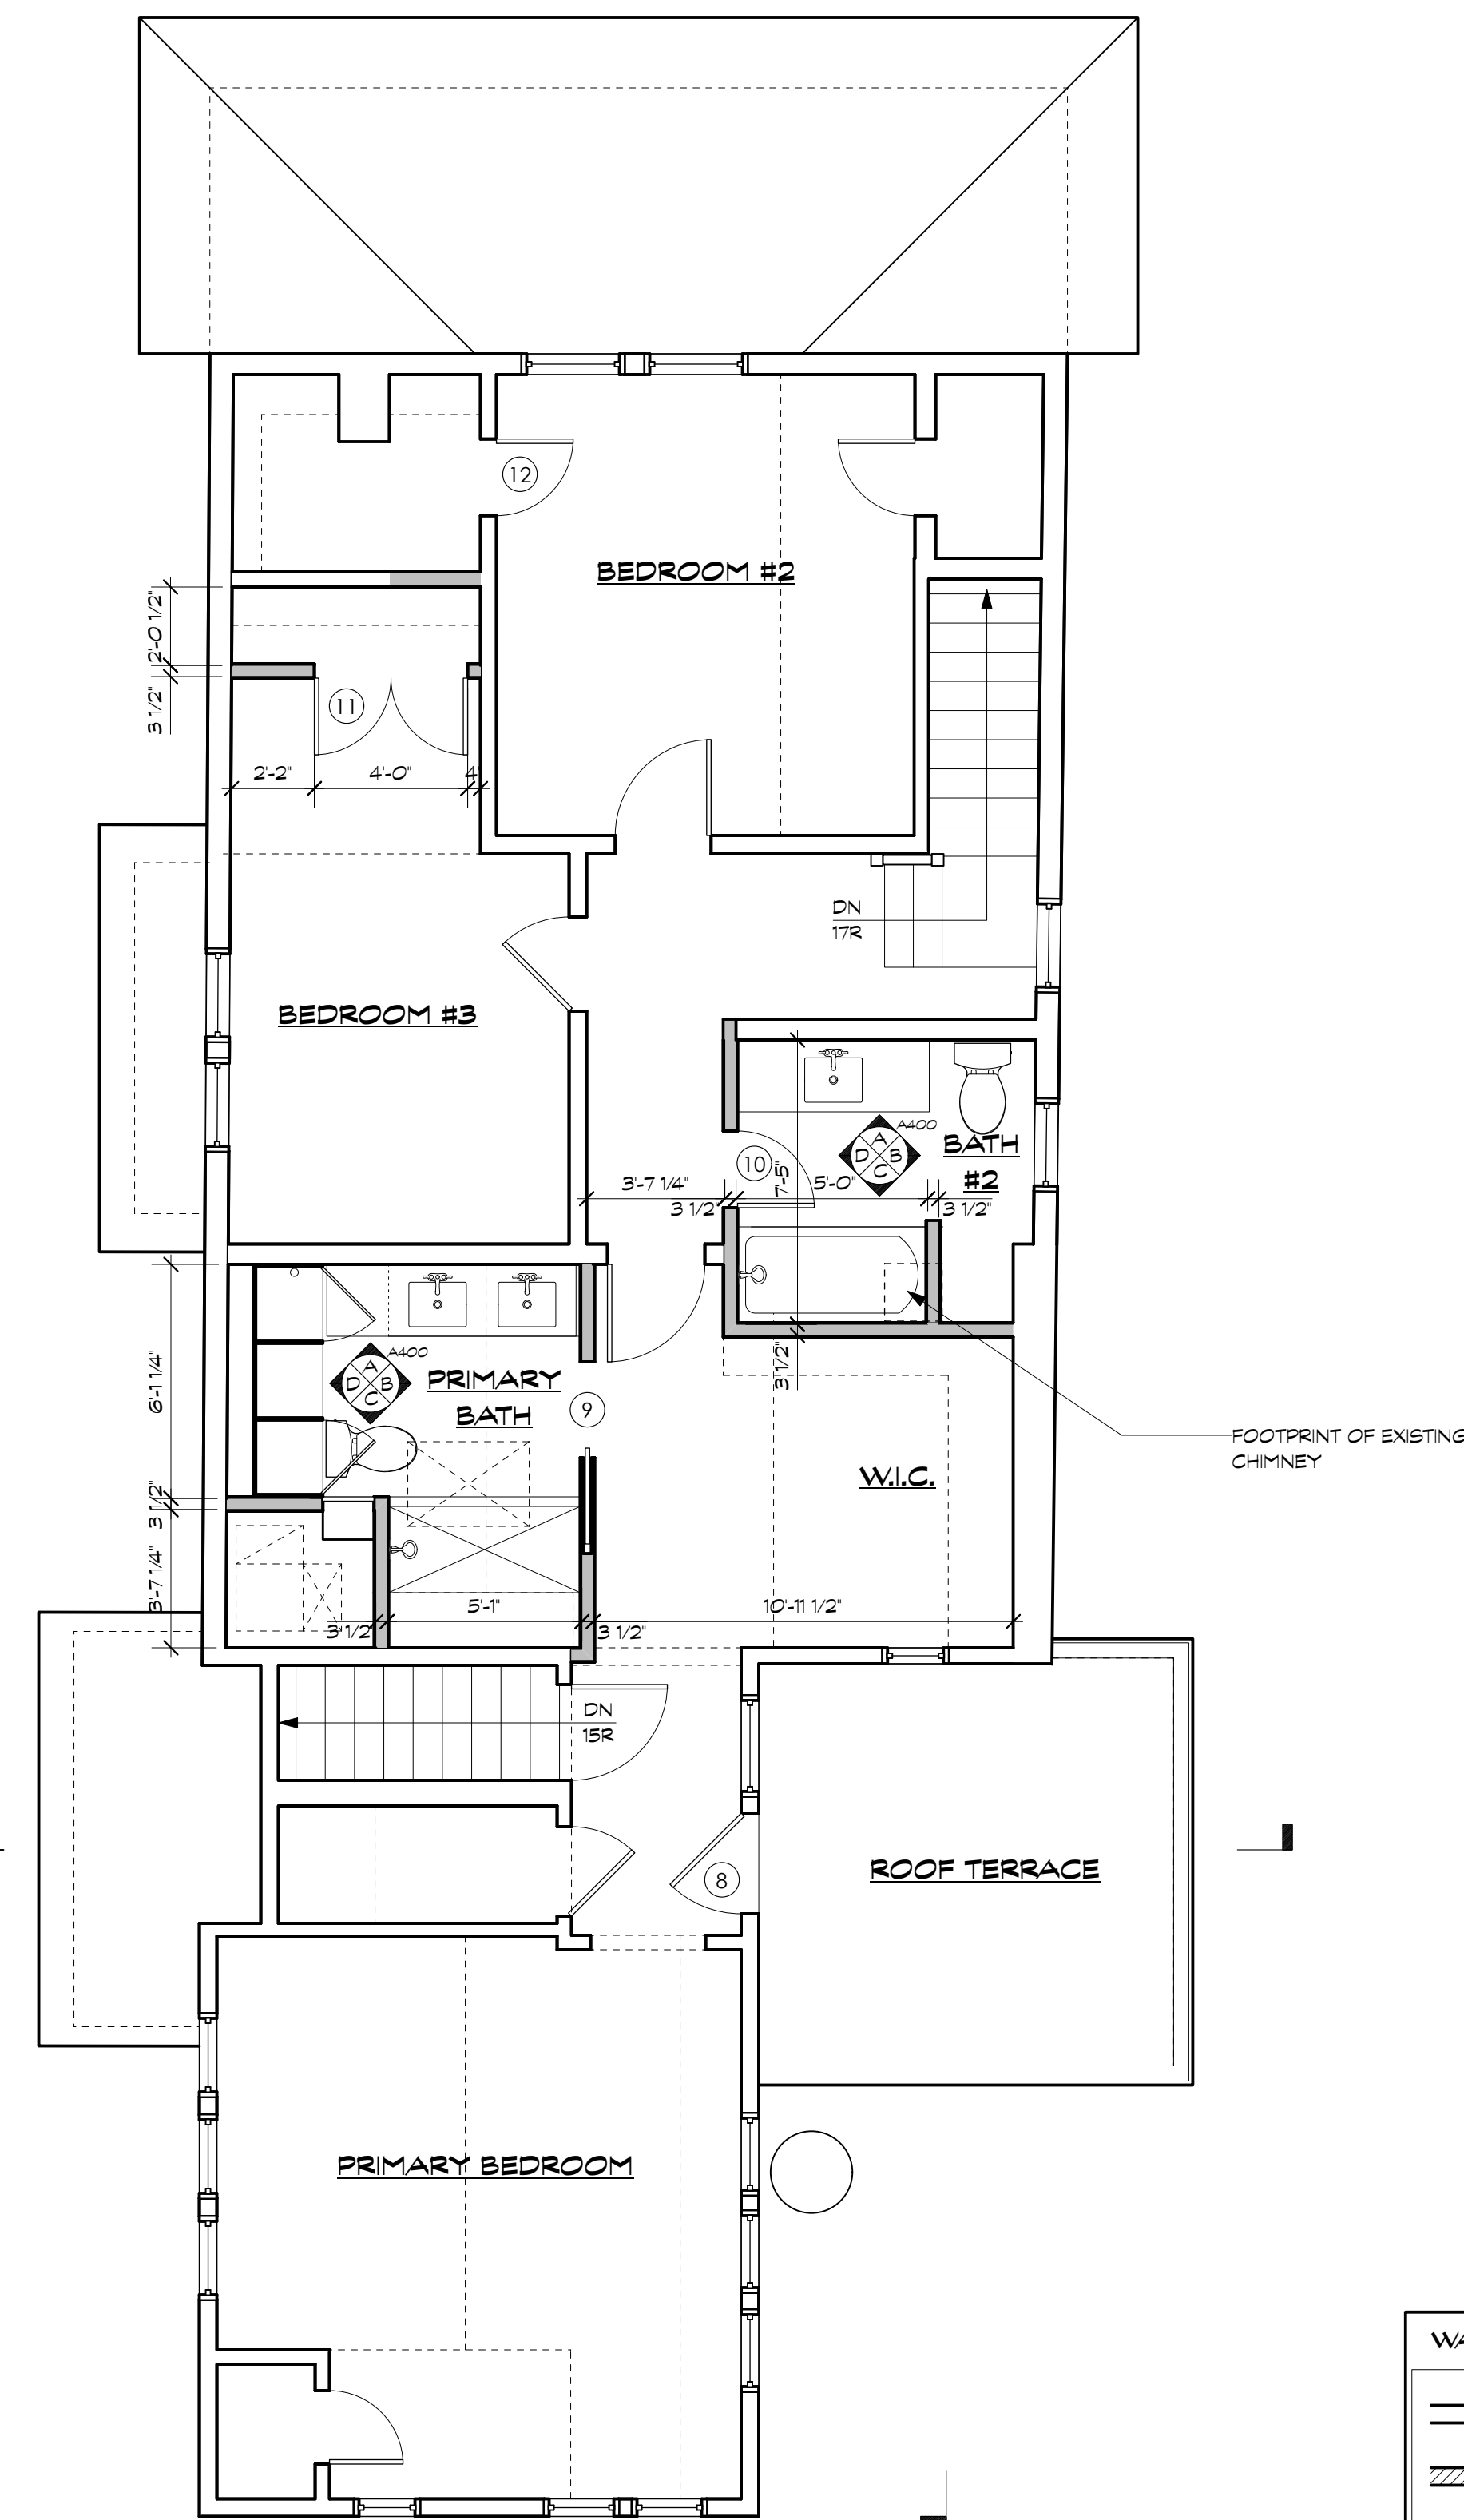 12
BEDROOM #2
2'-0 1/2"
3 1/2"
11
2'-2"
4'-0"
4"
DN
17R
BEDROOM #3
A400
A
B
C
D
BATH
#2
10
7'-5"
3'-7 1/4"
5'-0"
3 1/2"
3 1/2"
3 1/2"
6'-1 1/4"
A400
A
B
C
D
PRIMARY
BATH
9
FOOTPRINT OF EXISTING
CHIMNEY
W.I.C.
3 1/2"
3'-7 1/4"
5'-1"
10'-11 1/2"
3 1/2"
3 1/2"
DN
15R
8
ROOF TERRACE
PRIMARY BEDROOM
WA